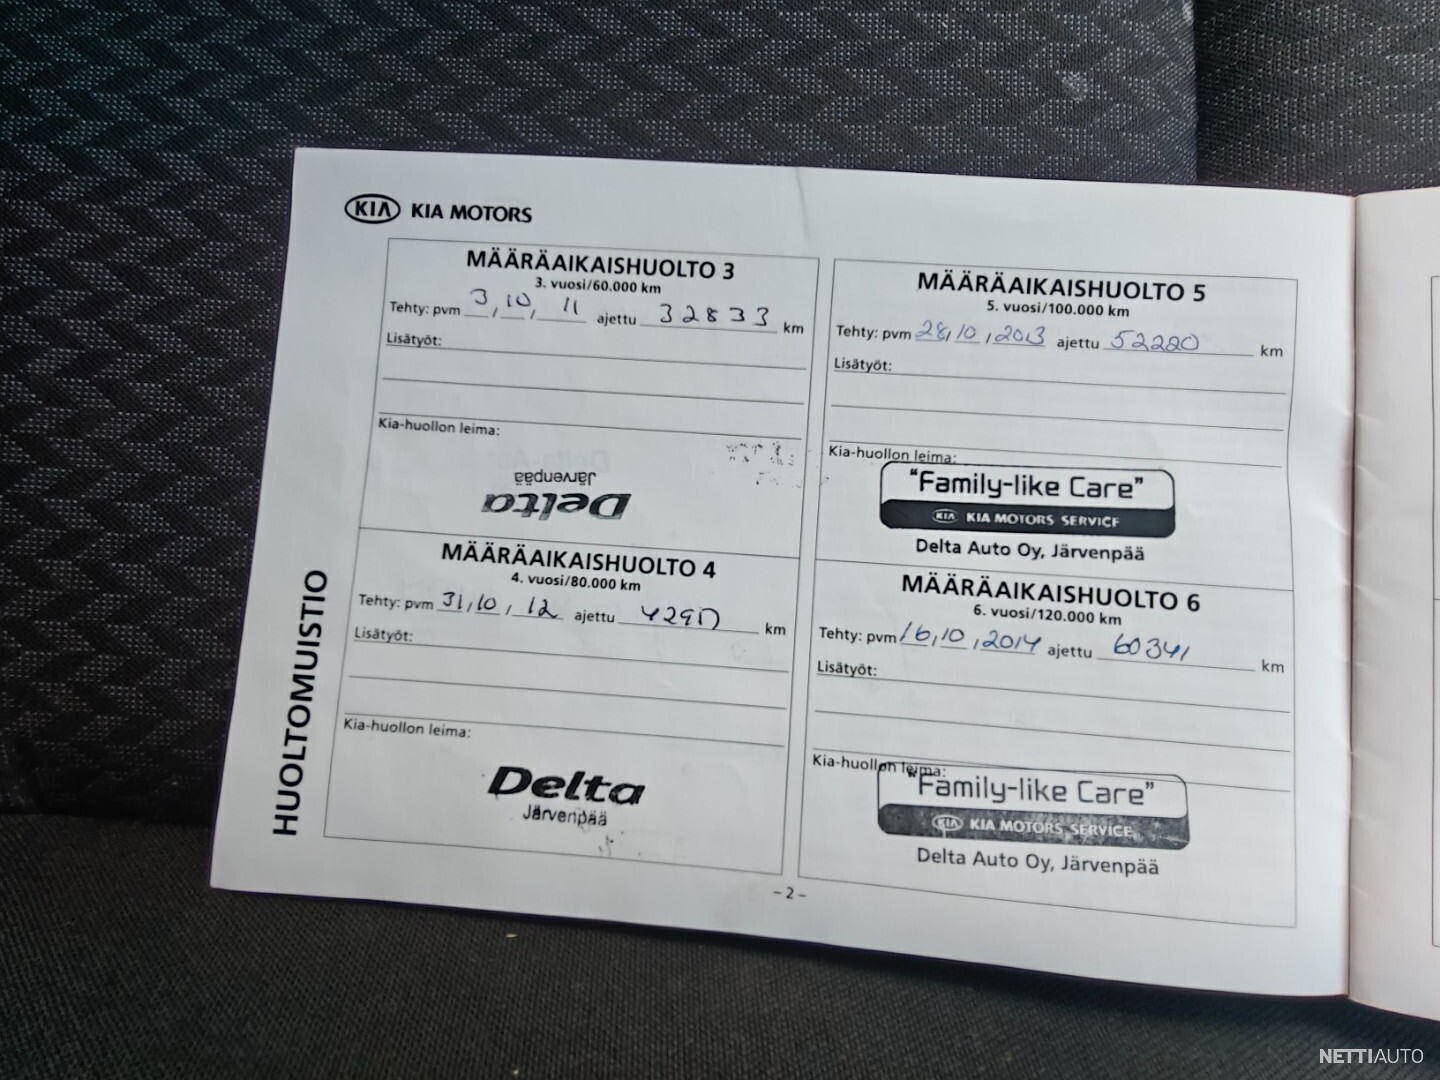 KIA KIA MOTORS
MÄÄRÄAIKAISHUOLTO 3
3. vuosi/60.000 km
Tehty: pvm 3, 10, 11 ajettu 32833 km
Lisätyöt:
Kia-huollon leima:
Delta
Järvenpää
MÄÄRÄAIKAISHUOLTO 4
4. vuosi/80.000 km
Tehty: pvm 31, 10, 12 ajettu km
Lisätyöt:
Kia-huollon leima:
Delta
Järvenpää
MÄÄRÄAIKAISHUOLTO 5
5. vuosi/100.000 km
Tehty: pvm 28, 10, 2013 ajettu 52220 km
Lisätyöt:
Kia-huollon leima:
"Family-like Care"
KIA KIA MOTORS SERVICE
Delta Auto Oy, Järvenpää
MÄÄRÄAIKAISHUOLTO 6
6. vuosi/120.000 km
Tehty: pvm 16, 10, 2014 ajettu 60341 km
Lisätyöt:
Kia-huollon leima:
"Family-like Care"
KIA KIA MOTORS SERVICE
Delta Auto Oy, Järvenpää
HUOLTOMUISTIO
– 2 –
NETTIAUTO